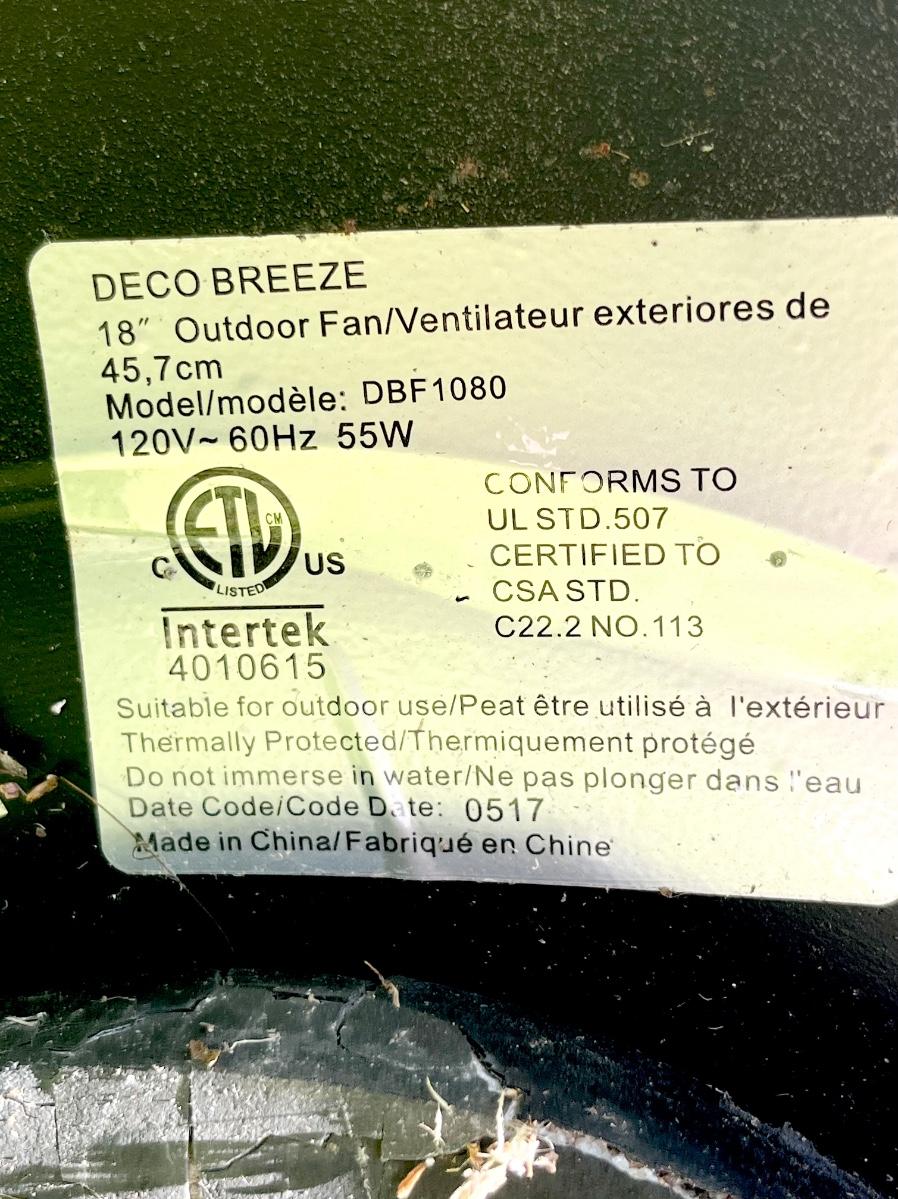 DECO BREEZE
18″ Outdoor Fan/Ventilateur exteriores de
45,7cm
Model/modèle: DBF1080
120V~ 60Hz 55W
ETL CM
C US
LISTED
Intertek
4010615
CONFORMS TO
UL STD.507
CERTIFIED TO
CSA STD.
C22.2 NO.113
Suitable for outdoor use/Peat être utilisé à l'extérieur
Thermally Protected/Thermiquement protégé
Do not immerse in water/Ne pas plonger dans l'eau
Date Code/Code Date: 0517
Made in China/Fabriqué en Chine